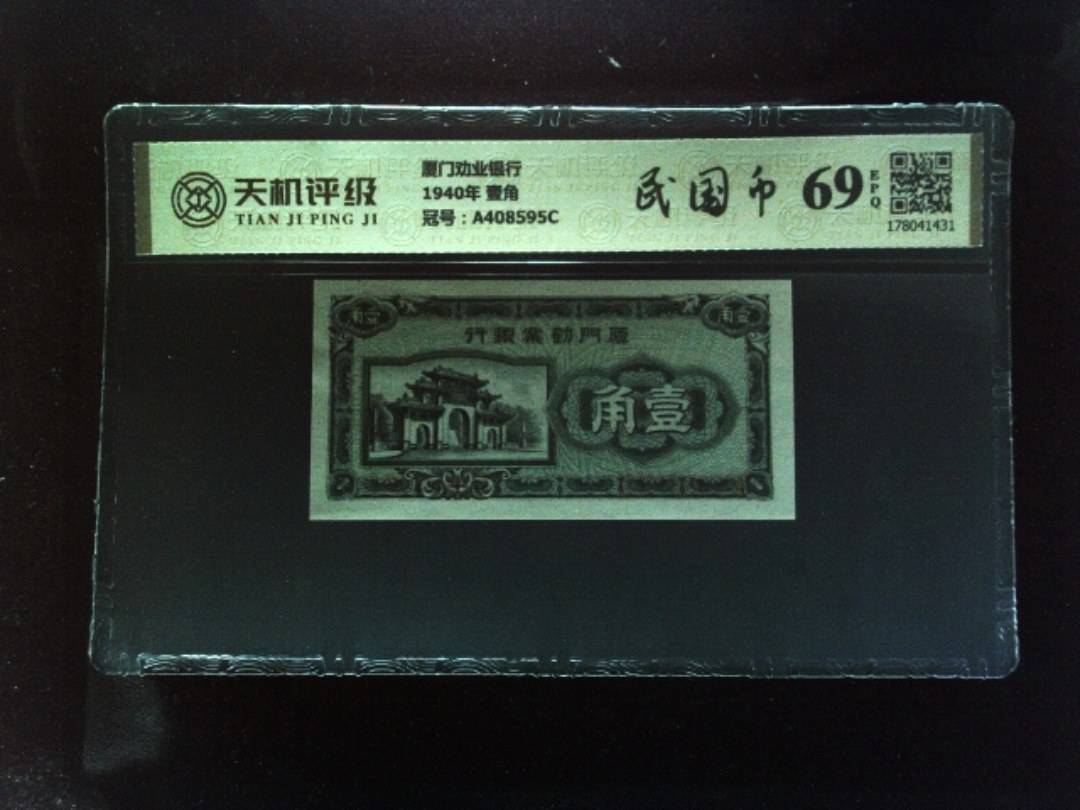 天机评级
TIAN JI PING JI
厦门劝业银行
1940年 壹角
冠号：A408595C
民国币
69
EPQ
178041431
角壹
角壹
行銀業勸門廈
角壹